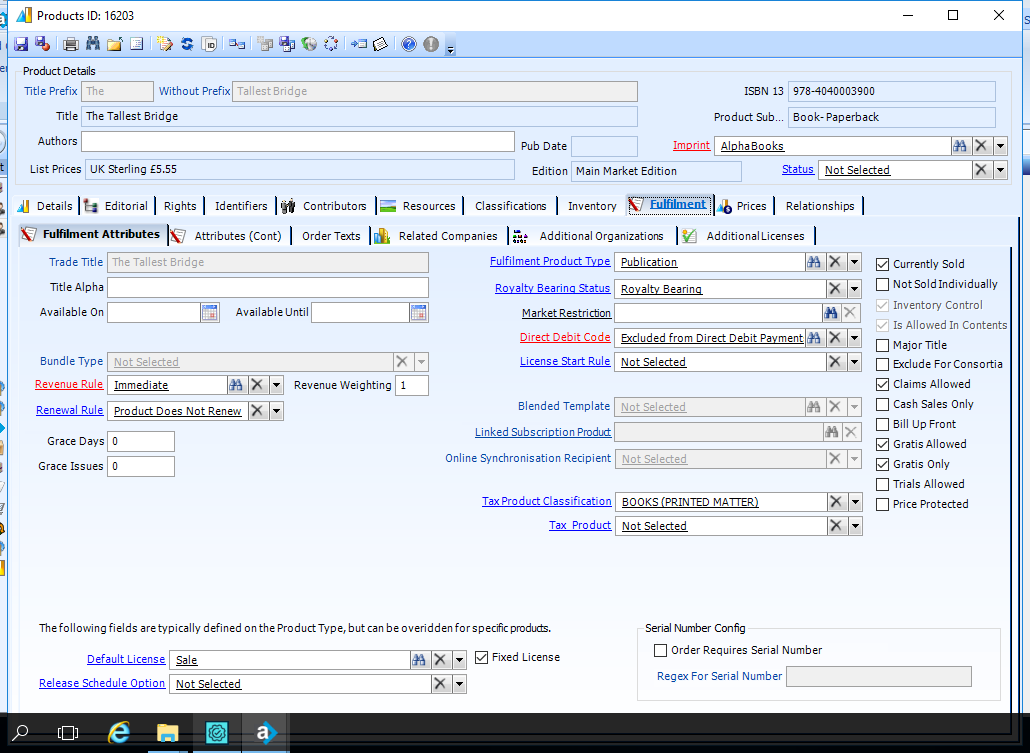 Products ID: 16203
Product Details
Title Prefix The Without Prefix Tallest Bridge ISBN 13 978-4040003900
Title The Tallest Bridge Product Sub... Book- Paperback
Authors Pub Date Imprint AlphaBooks
List Prices UK Sterling £5.55 Edition Main Market Edition Status Not Selected
Details Editorial Rights Identifiers Contributors Resources Classifications Inventory Fulfilment Prices Relationships
Fulfilment Attributes Attributes (Cont) Order Texts Related Companies Additional Organizations Additional Licenses
Trade Title The Tallest Bridge Fulfilment Product Type Publication Currently Sold
Title Alpha Royalty Bearing Status Royalty Bearing Not Sold Individually
Available On Available Until Market Restriction Inventory Control
Is Allowed In Contents
Direct Debit Code Excluded from Direct Debit Payment Major Title
Bundle Type Not Selected License Start Rule Not Selected Exclude For Consortia
Revenue Rule Immediate Revenue Weighting 1 Claims Allowed
Renewal Rule Product Does Not Renew Blended Template Not Selected Cash Sales Only
Linked Subscription Product Bill Up Front
Grace Days 0 Gratis Allowed
Grace Issues 0 Online Synchronisation Recipient Not Selected Gratis Only
Trials Allowed
Tax Product Classification BOOKS (PRINTED MATTER) Price Protected
Tax Product Not Selected
The following fields are typically defined on the Product Type, but can be overidden for specific products.
Default License Sale Fixed License
Release Schedule Option Not Selected
Serial Number Config
Order Requires Serial Number
Regex For Serial Number